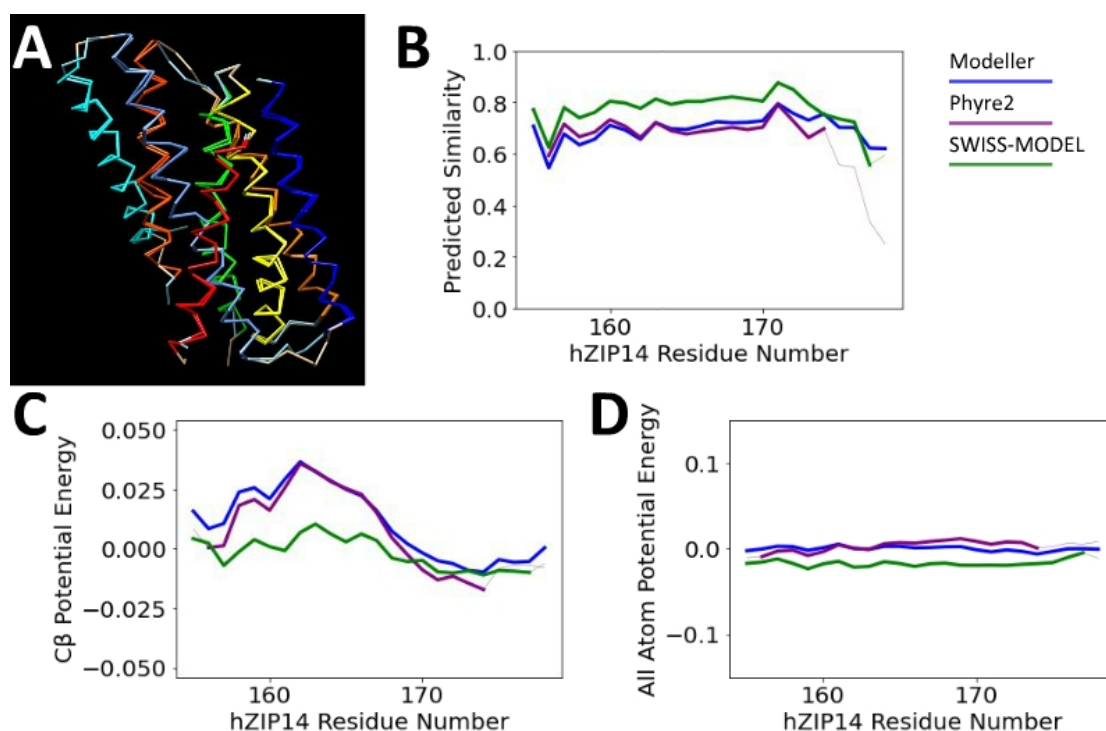 A
B
Predicted Similarity
1.0
0.8
0.6
0.4
0.2
0.0
160
170
hZIP14 Residue Number
Modeller
Phyre2
SWISS-MODEL
C
Cβ Potential Energy
0.050
0.025
0.000
−0.025
−0.050
160
170
hZIP14 Residue Number
D
All Atom Potential Energy
0.1
0.0
−0.1
160
170
hZIP14 Residue Number